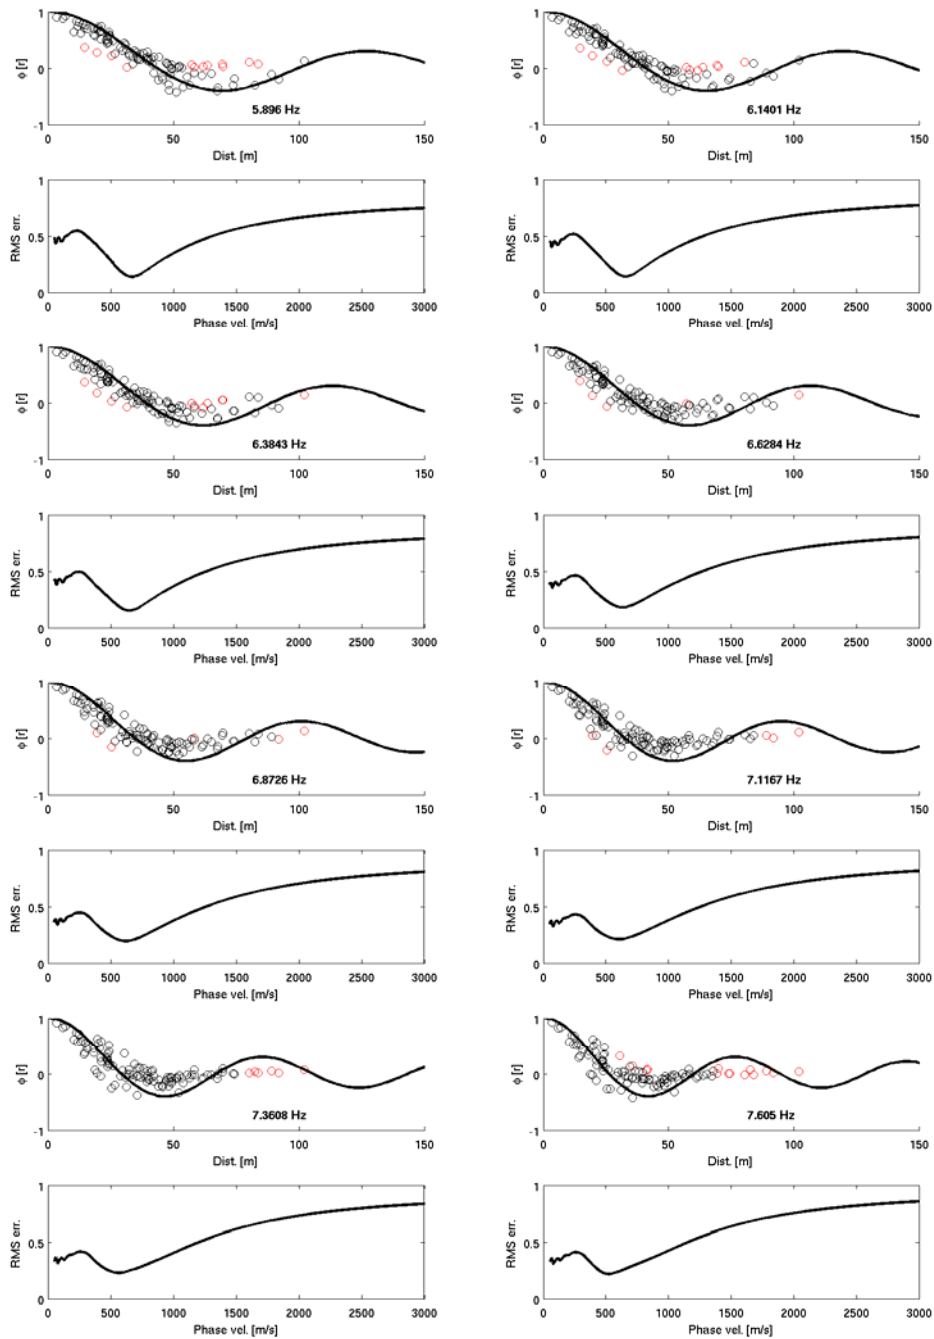 1
0
-1
φ [r]
5.896 Hz
0 50 100 150
Dist. [m]
1
0
-1
φ [r]
6.1401 Hz
0 50 100 150
Dist. [m]
1
0.5
0
RMS err.
0 500 1000 1500 2000 2500 3000
Phase vel. [m/s]
1
0.5
0
RMS err.
0 500 1000 1500 2000 2500 3000
Phase vel. [m/s]
1
0
-1
φ [r]
6.3843 Hz
0 50 100 150
Dist. [m]
1
0
-1
φ [r]
6.6284 Hz
0 50 100 150
Dist. [m]
1
0.5
0
RMS err.
0 500 1000 1500 2000 2500 3000
Phase vel. [m/s]
1
0.5
0
RMS err.
0 500 1000 1500 2000 2500 3000
Phase vel. [m/s]
1
0
-1
φ [r]
6.8726 Hz
0 50 100 150
Dist. [m]
1
0
-1
φ [r]
7.1167 Hz
0 50 100 150
Dist. [m]
1
0.5
0
RMS err.
0 500 1000 1500 2000 2500 3000
Phase vel. [m/s]
1
0.5
0
RMS err.
0 500 1000 1500 2000 2500 3000
Phase vel. [m/s]
1
0
-1
φ [r]
7.3608 Hz
0 50 100 150
Dist. [m]
1
0
-1
φ [r]
7.605 Hz
0 50 100 150
Dist. [m]
1
0.5
0
RMS err.
0 500 1000 1500 2000 2500 3000
Phase vel. [m/s]
1
0.5
0
RMS err.
0 500 1000 1500 2000 2500 3000
Phase vel. [m/s]